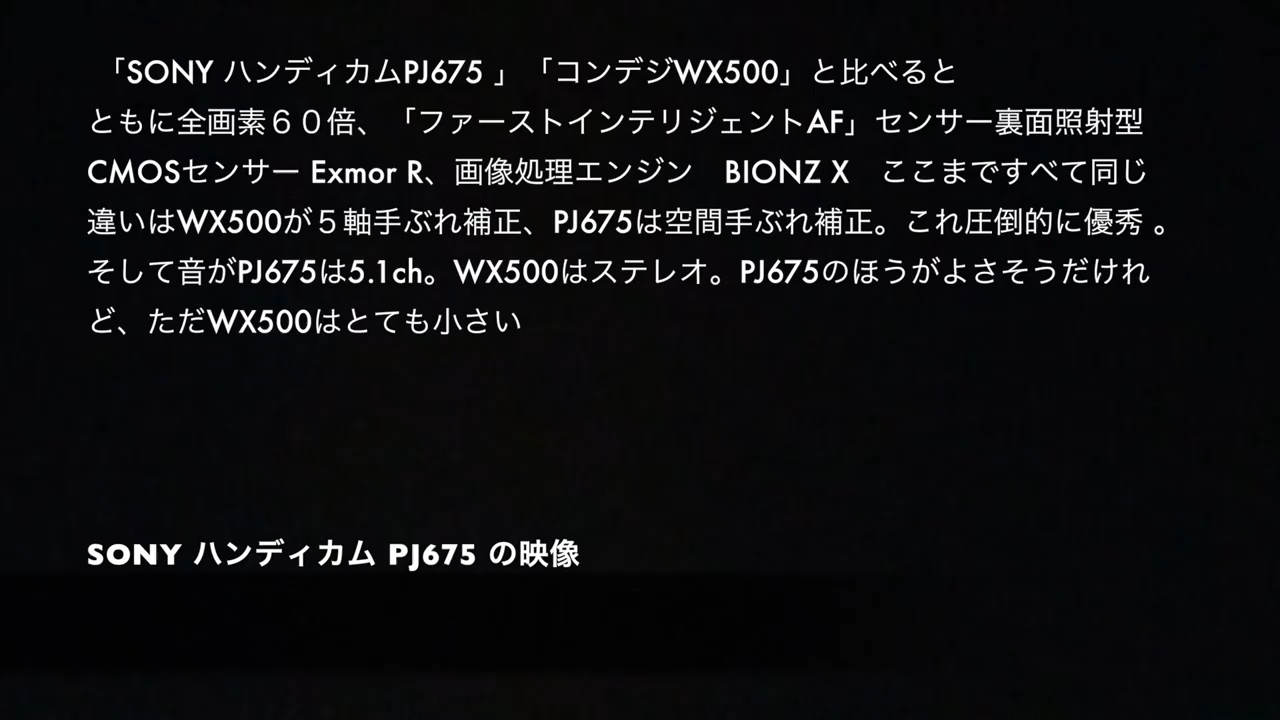 「SONY ハンディカムPJ675 」 「コンデジWX500」と比べると
ともに全画素６０倍、 「ファーストインテリジェントAF」センサー裏面照射型
CMOSセンサー Exmor R、画像処理エンジン　BIONZ X　ここまですべて同じ
違いはWX500が５軸手ぶれ補正、PJ675は空間手ぶれ補正。これ圧倒的に優秀 。
そして音がPJ675は5.1ch。WX500はステレオ。PJ675のほうがよさそうだけれ
ど、ただWX500はとても小さい
SONY ハンディカム PJ675 の映像